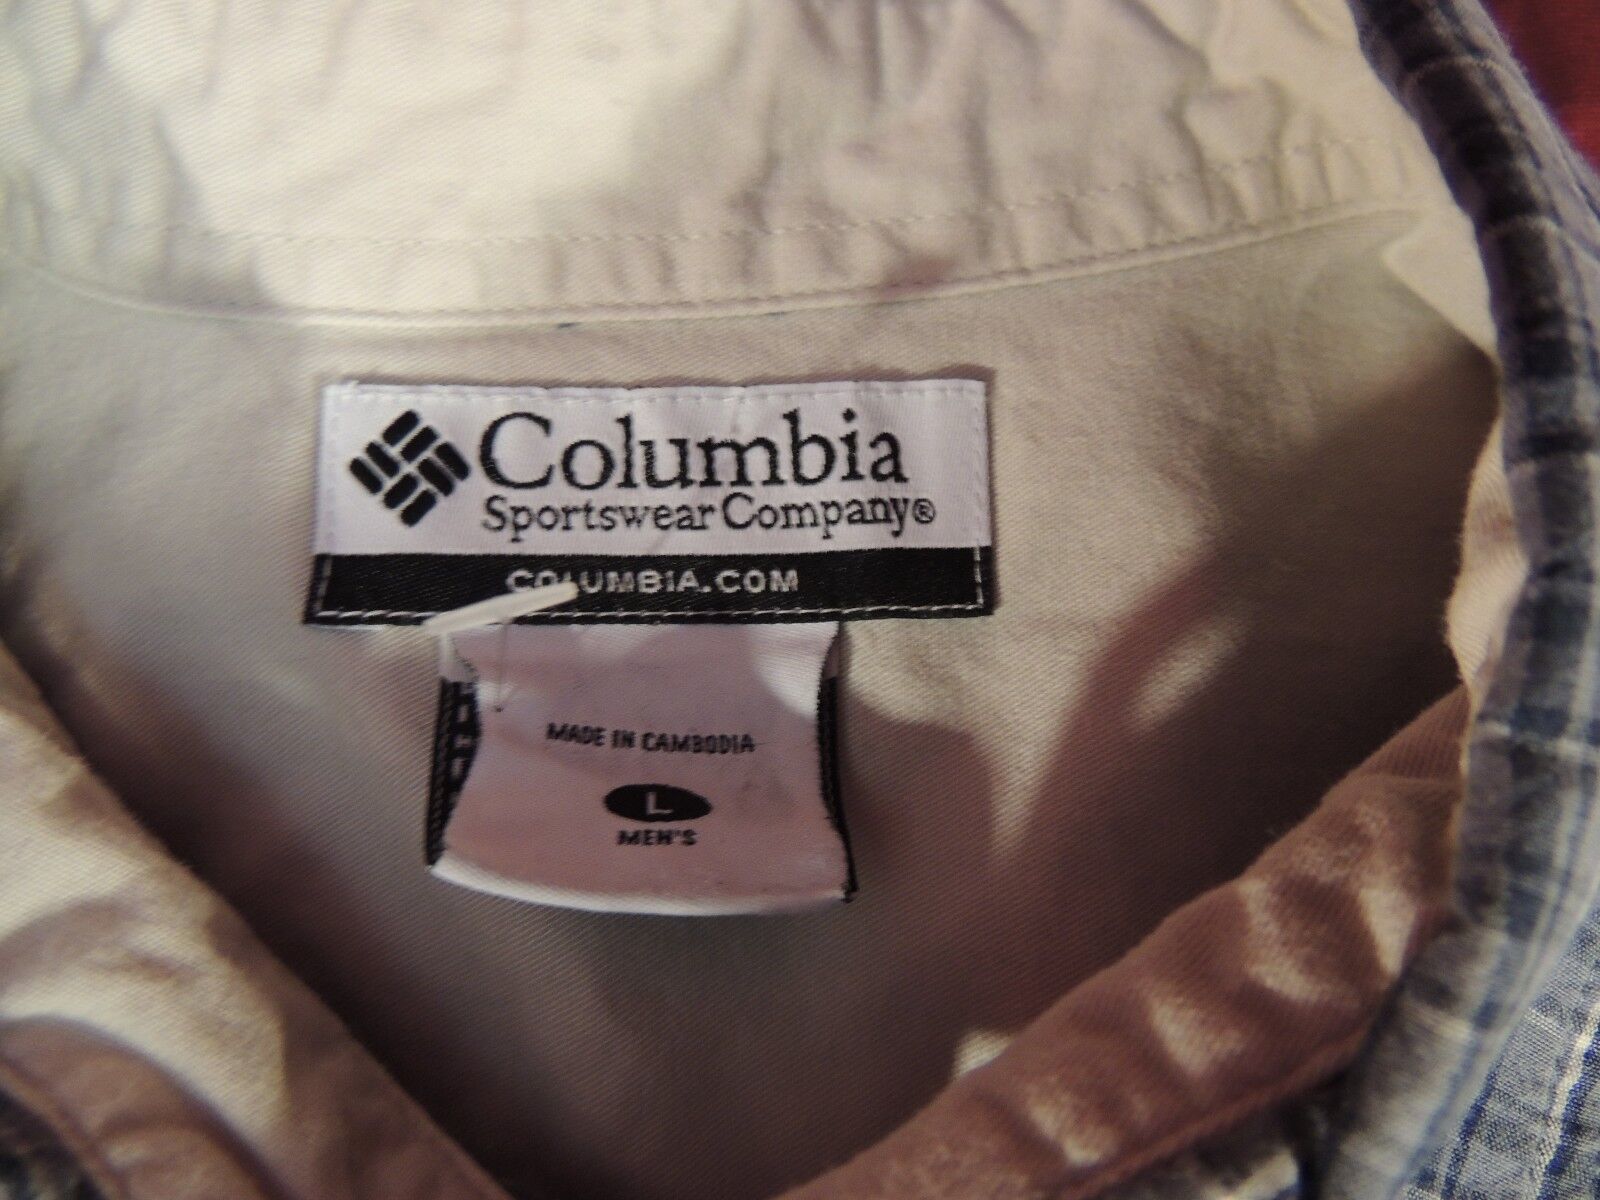 Columbia
Sportswear Company®
COLUMBIA.COM
MADE IN CAMBODIA
L
MEN'S